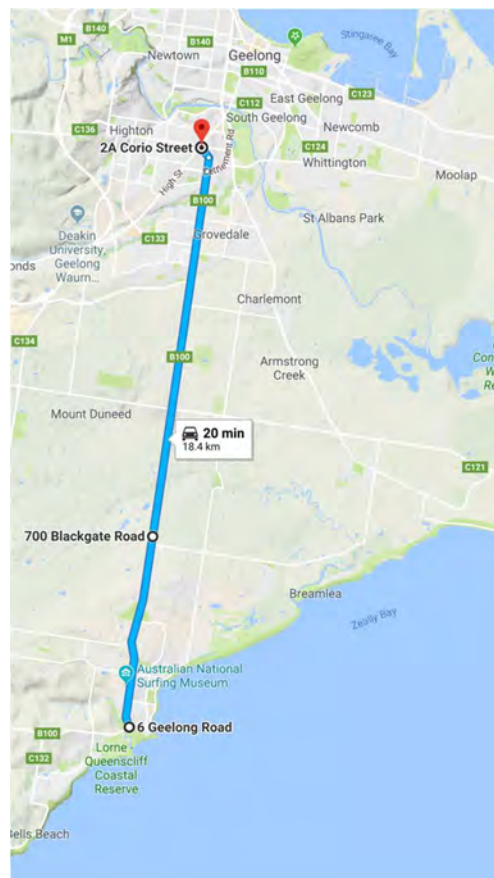 B140
M1
B140
Newtown
Geelong
Stingaree Bay
B110
C123
C112
East Geelong
South Geelong
C136
Highton
Newcomb
2A Corio Street
C124
Whittington
Moolap
High St
B100
St Albans Park
Deakin
University,
Geelong
Waurn...
C133
Grovedale
onds
Charlemont
C134
B100
Armstrong
Creek
Mount Duneed
20 min
18.4 km
C121
700 Blackgate Road
Breamlea
Zeally Bay
Australian National
Surfing Museum
6 Geelong Road
B100
C132
Lorne -
Queenscliff
Coastal
Reserve
Bells Beach